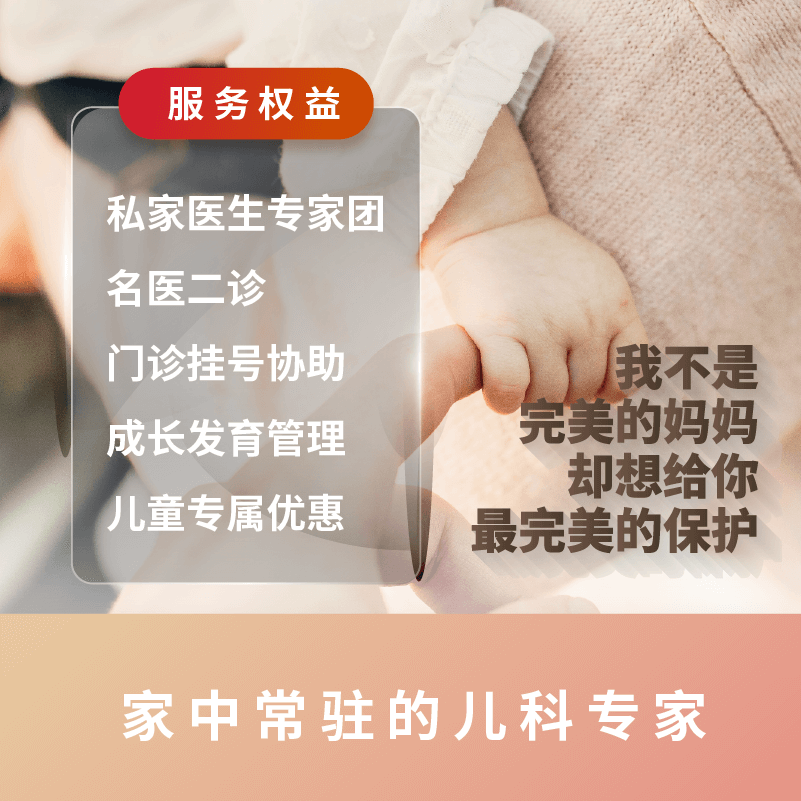 服务权益
私家医生专家团
名医二诊
门诊挂号协助
成长发育管理
儿童专属优惠
我不是
完美的妈妈
却想给你
最完美的保护
家中常驻的儿科专家